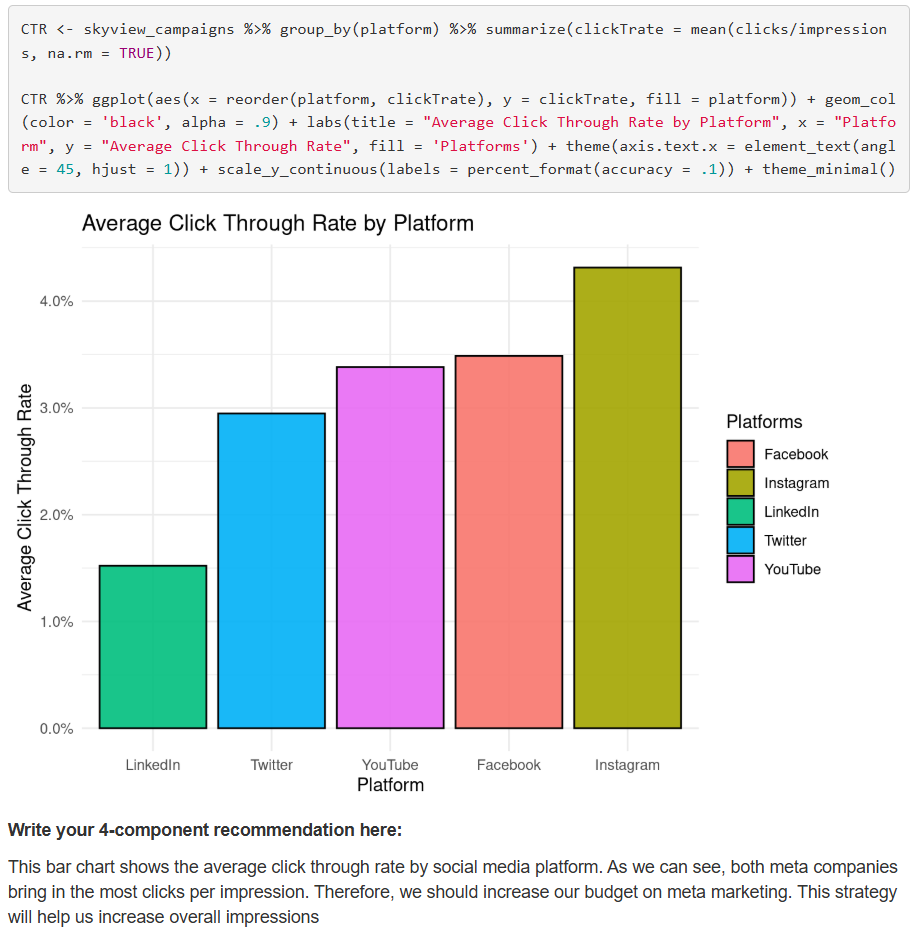 CTR <- skyview_campaigns %>% group_by(platform) %>% summarize(clickTrate = mean(clicks/impression
s, na.rm = TRUE))
CTR %>% ggplot(aes(x = reorder(platform, clickTrate), y = clickTrate, fill = platform)) + geom_col
(color = 'black', alpha = .9) + labs(title = "Average Click Through Rate by Platform", x = "Platfo
rm", y = "Average Click Through Rate", fill = 'Platforms') + theme(axis.text.x = element_text(angl
e = 45, hjust = 1)) + scale_y_continuous(labels = percent_format(accuracy = .1)) + theme_minimal()
Average Click Through Rate by Platform
Average Click Through Rate
4.0%
3.0%
2.0%
1.0%
0.0%
LinkedIn
Twitter
YouTube
Facebook
Instagram
Platform
Platforms
Facebook
Instagram
LinkedIn
Twitter
YouTube
Write your 4-component recommendation here:
This bar chart shows the average click through rate by social media platform. As we can see, both meta companies
bring in the most clicks per impression. Therefore, we should increase our budget on meta marketing. This strategy
will help us increase overall impressions